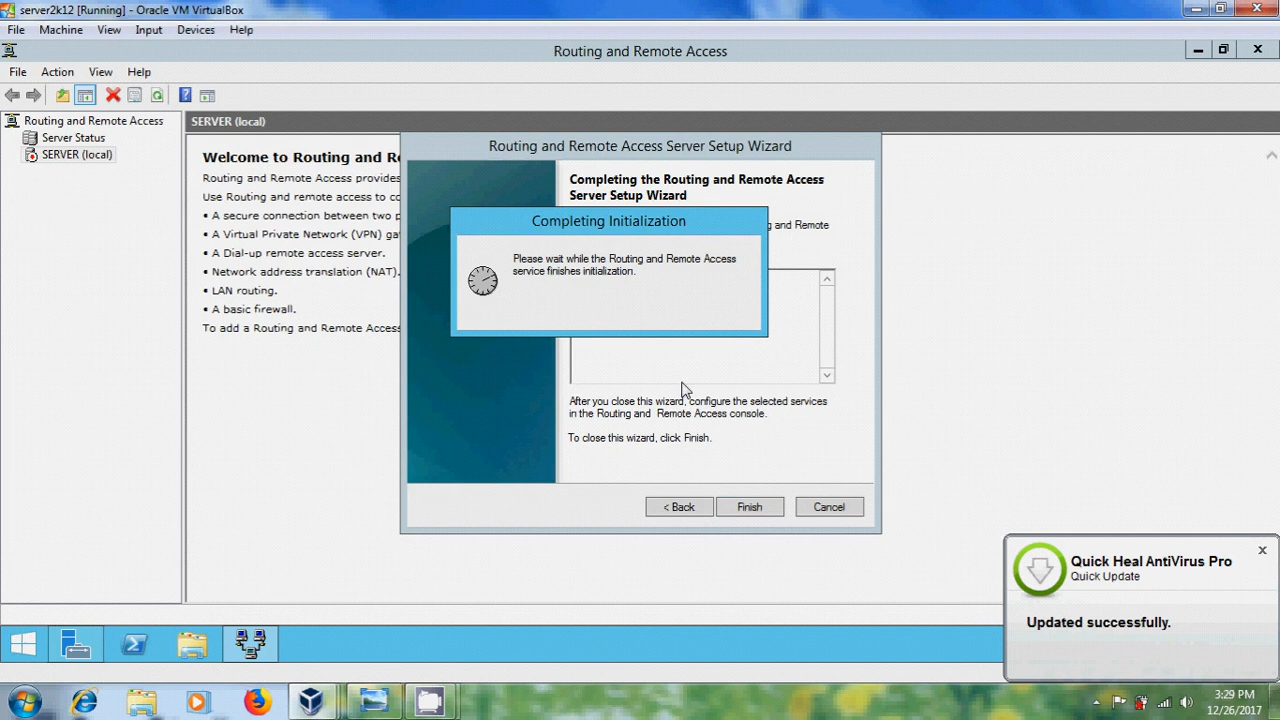 server2k12 [Running] - Oracle VM VirtualBox
File Machine View Input Devices Help
Routing and Remote Access
File Action View Help
Routing and Remote Access
Server Status
SERVER (local)
SERVER (local)
Welcome to Routing and R
Routing and Remote Access provides
Use Routing and remote access to co
• A secure connection between two p
• A Virtual Private Network (VPN) gat
• A Dial-up remote access server.
• Network address translation (NAT).
• LAN routing.
• A basic firewall.
To add a Routing and Remote Access
Routing and Remote Access Server Setup Wizard
Completing the Routing and Remote Access
Server Setup Wizard
g and Remote
Completing Initialization
Please wait while the Routing and Remote Access
service finishes initialization.
After you close this wizard, configure the selected services
in the Routing and Remote Access console.
To close this wizard, click Finish.
< Back Finish Cancel
Quick Heal AntiVirus Pro
Quick Update
Updated successfully.
3:29 PM
12/26/2017